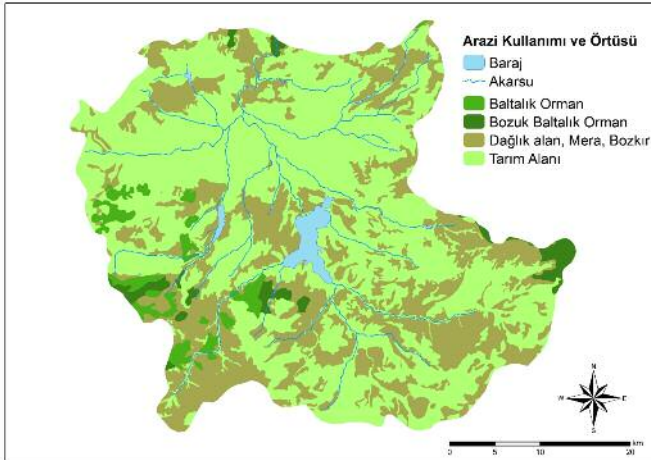 Arazi Kullanımı ve Örtüsü
Baraj
Akarsu
Baltalık Orman
Bozuk Baltalık Orman
Dağlık alan, Mera, Bozkır
Tarım Alanı
N
W E
S
km
0 5 10 20